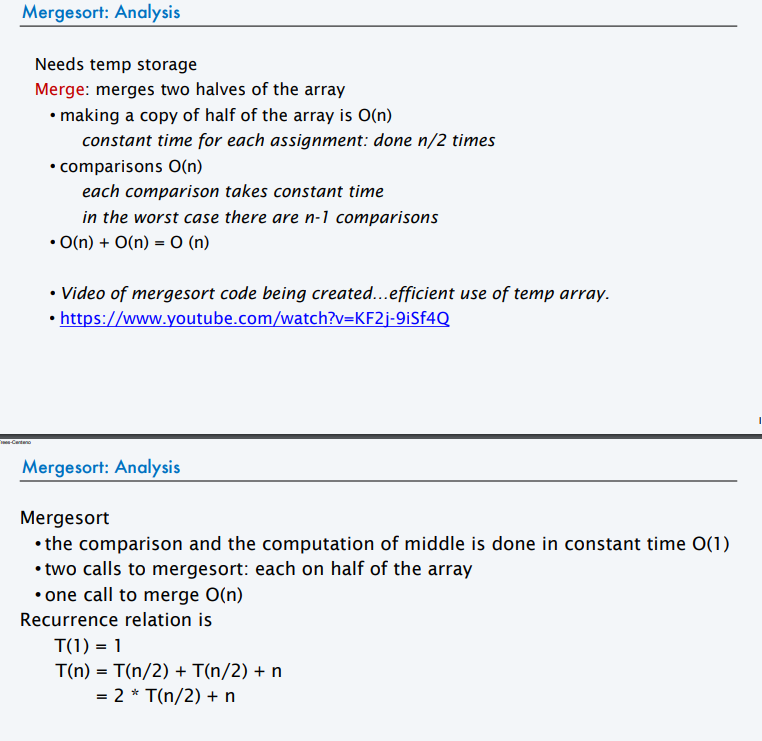 Mergesort: Analysis
Needs temp storage
Merge: merges two halves of the array
• making a copy of half of the array is O(n)
constant time for each assignment: done n/2 times
• comparisons O(n)
each comparison takes constant time
in the worst case there are n-1 comparisons
• O(n) + O(n) = O (n)
• Video of mergesort code being created...efficient use of temp array.
• https://www.youtube.com/watch?v=KF2j-9iSf4Q
Mergesort: Analysis
Mergesort
• the comparison and the computation of middle is done in constant time O(1)
• two calls to mergesort: each on half of the array
• one call to merge O(n)
Recurrence relation is
T(1) = 1
T(n) = T(n/2) + T(n/2) + n
= 2 * T(n/2) + n